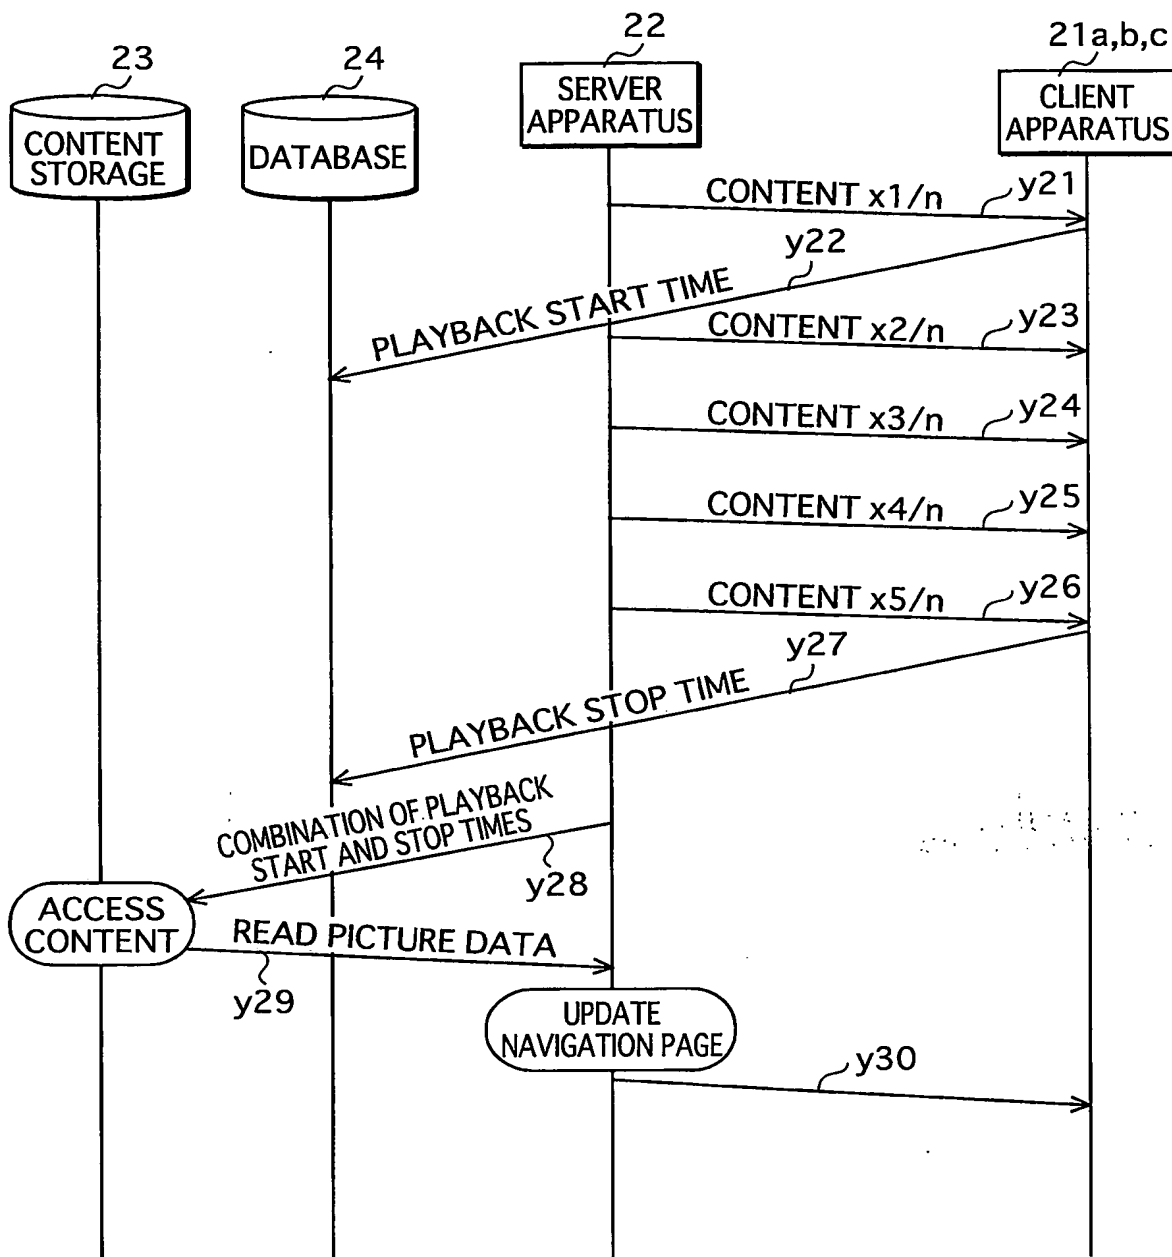 23
24
22
21a,b,c
CONTENT
STORAGE
DATABASE
SERVER
APPARATUS
CLIENT
APPARATUS
CONTENT x1/n
y21
y22
PLAYBACK START TIME
CONTENT x2/n
y23
CONTENT x3/n
y24
CONTENT x4/n
y25
CONTENT x5/n
y26
y27
PLAYBACK STOP TIME
COMBINATION OF PLAYBACK
START AND STOP TIMES
y28
ACCESS
CONTENT
READ PICTURE DATA
y29
UPDATE
NAVIGATION PAGE
y30